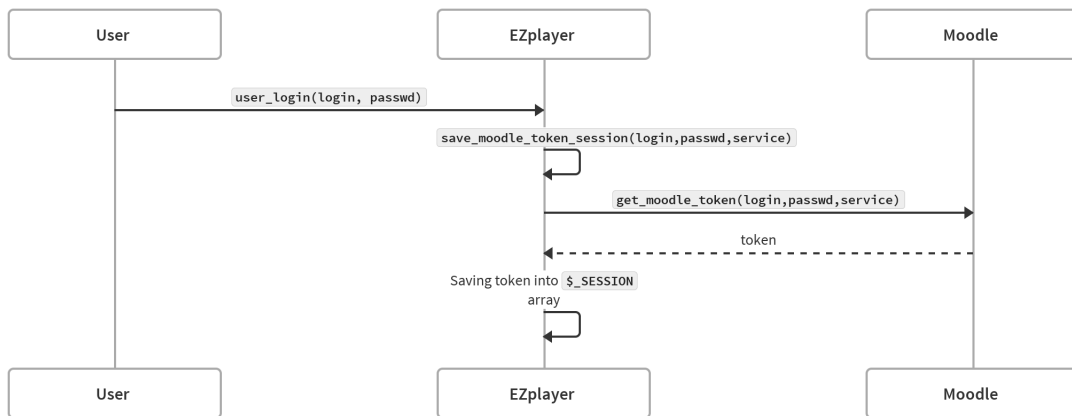 User
EZplayer
Moodle
user_login(login, passwd)
save_moodle_token_session(login,passwd,service)
get_moodle_token(login,passwd,service)
token
Saving token into $_SESSION
array
User
EZplayer
Moodle